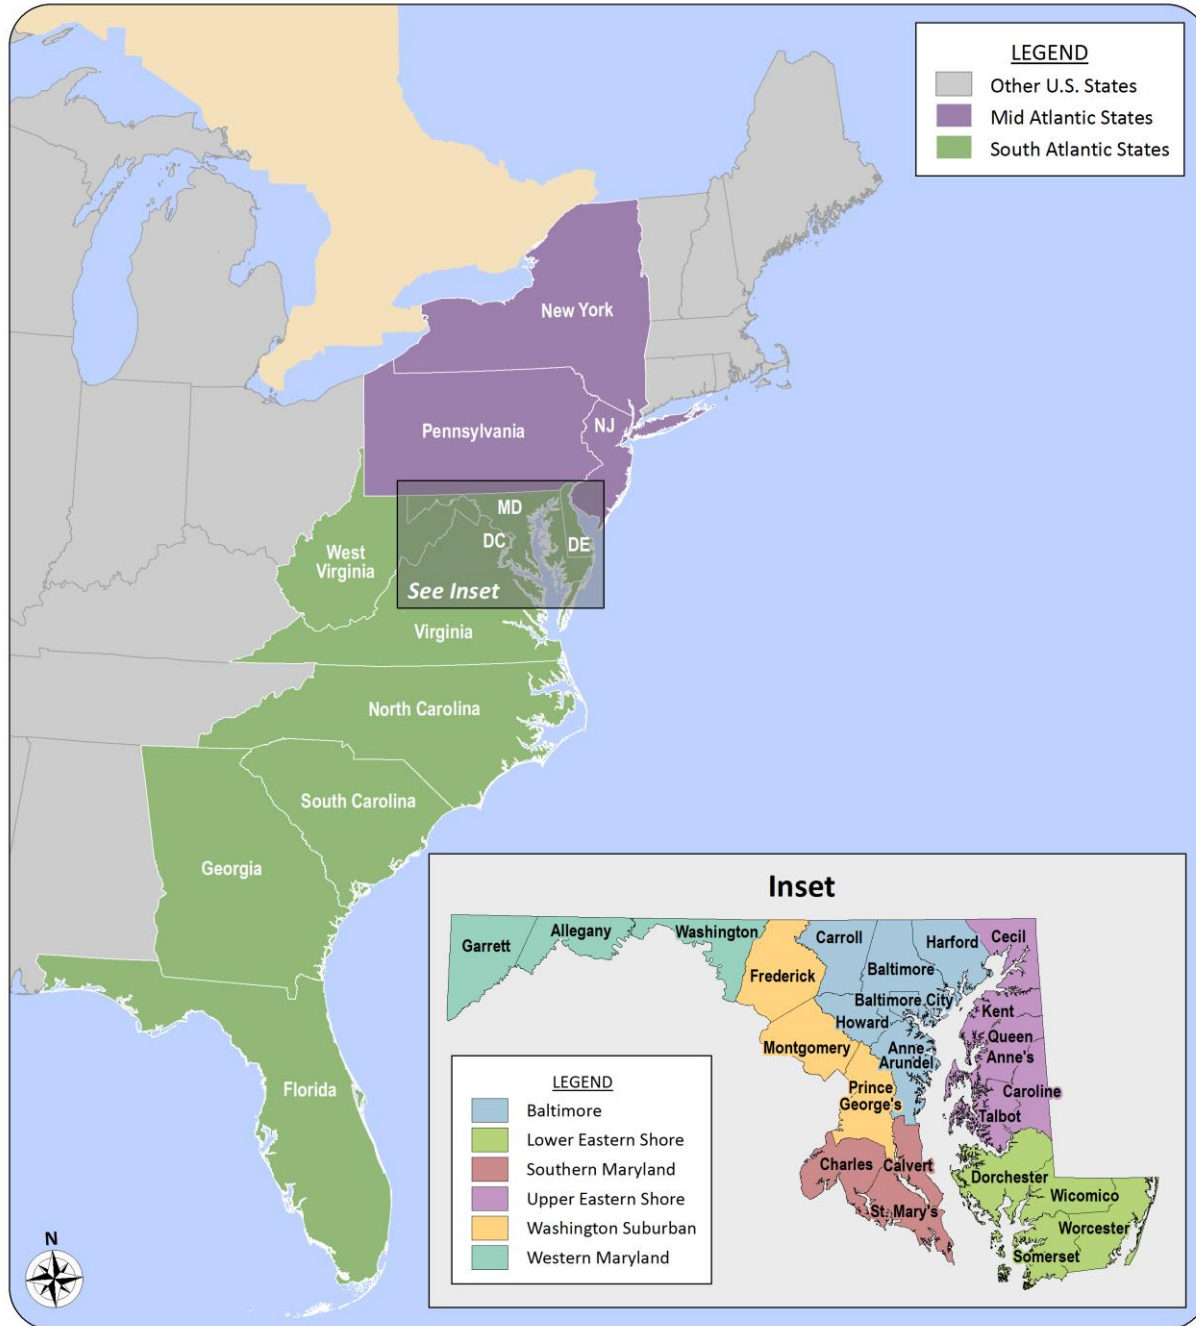 LEGEND
Other U.S. States
Mid Atlantic States
South Atlantic States
New York
Pennsylvania
NJ
MD
DC
DE
West
Virginia
See Inset
Virginia
North Carolina
South Carolina
Georgia
Florida
N
Inset
Garrett
Allegany
Washington
Frederick
Carroll
Baltimore
Harford
Cecil
Baltimore City
Howard
Kent
Queen
Anne's
Montgomery
Anne
Arundel
Prince
George's
Caroline
Talbot
Charles
Calvert
St. Mary's
Dorchester
Wicomico
Worcester
Somerset
LEGEND
Baltimore
Lower Eastern Shore
Southern Maryland
Upper Eastern Shore
Washington Suburban
Western Maryland